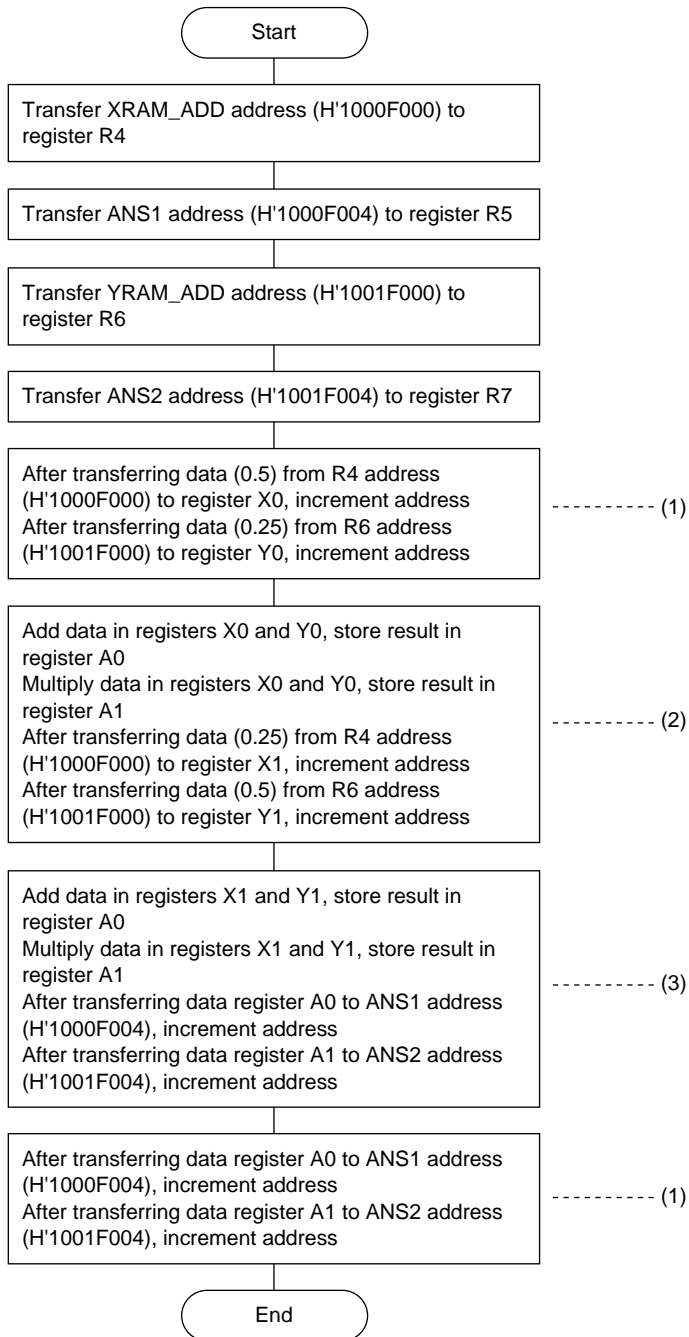 Start
Transfer XRAM_ADD address (H'1000F000) to
register R4
Transfer ANS1 address (H'1000F004) to register R5
Transfer YRAM_ADD address (H'1001F000) to
register R6
Transfer ANS2 address (H'1001F004) to register R7
After transferring data (0.5) from R4 address
(H'1000F000) to register X0, increment address
After transferring data (0.25) from R6 address
(H'1001F000) to register Y0, increment address
(1)
Add data in registers X0 and Y0, store result in
register A0
Multiply data in registers X0 and Y0, store result in
register A1
After transferring data (0.25) from R4 address
(H'1000F000) to register X1, increment address
After transferring data (0.5) from R6 address
(H'1001F000) to register Y1, increment address
(2)
Add data in registers X1 and Y1, store result in
register A0
Multiply data in registers X1 and Y1, store result in
register A1
After transferring data register A0 to ANS1 address
(H'1000F004), increment address
After transferring data register A1 to ANS2 address
(H'1001F004), increment address
(3)
After transferring data register A0 to ANS1 address
(H'1000F004), increment address
After transferring data register A1 to ANS2 address
(H'1001F004), increment address
(1)
End